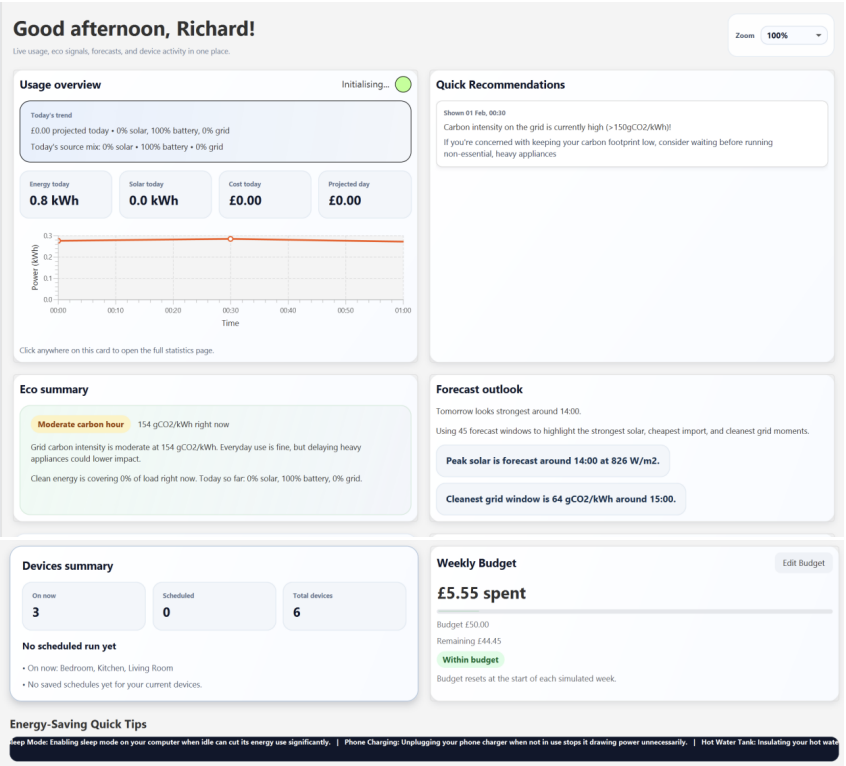 Good afternoon, Richard!
Live usage, eco signals, forecasts, and device activity in one place.
Zoom 100%
Usage overview
Initialising...
Today's trend
£0.00 projected today • 0% solar, 100% battery, 0% grid
Today's source mix: 0% solar • 100% battery • 0% grid
Energy today
0.8 kWh
Solar today
0.0 kWh
Cost today
£0.00
Projected day
£0.00
Power (kWh)
0.3
0.2
0.1
0.0
00:00 00:10 00:20 00:30 00:40 00:50 01:00
Time
Click anywhere on this card to open the full statistics page.
Quick Recommendations
Shown 01 Feb, 00:30
Carbon intensity on the grid is currently high (>150gCO2/kWh)!
If you're concerned with keeping your carbon footprint low, consider waiting before running
non-essential, heavy appliances
Eco summary
Moderate carbon hour 154 gCO2/kWh right now
Grid carbon intensity is moderate at 154 gCO2/kWh. Everyday use is fine, but delaying heavy
appliances could lower impact.
Clean energy is covering 0% of load right now. Today so far: 0% solar, 100% battery, 0% grid.
Forecast outlook
Tomorrow looks strongest around 14:00.
Using 45 forecast windows to highlight the strongest solar, cheapest import, and cleanest grid moments.
Peak solar is forecast around 14:00 at 826 W/m2.
Cleanest grid window is 64 gCO2/kWh around 15:00.
Devices summary
On now
3
Scheduled
0
Total devices
6
No scheduled run yet
• On now: Bedroom, Kitchen, Living Room
• No saved schedules yet for your current devices.
Weekly Budget
Edit Budget
£5.55 spent
Budget £50.00
Remaining £44.45
Within budget
Budget resets at the start of each simulated week.
Energy-Saving Quick Tips
leep Mode: Enabling sleep mode on your computer when idle can cut its energy use significantly. | Phone Charging: Unplugging your phone charger when not in use stops it drawing power unnecessarily. | Hot Water Tank: Insulating your hot wate